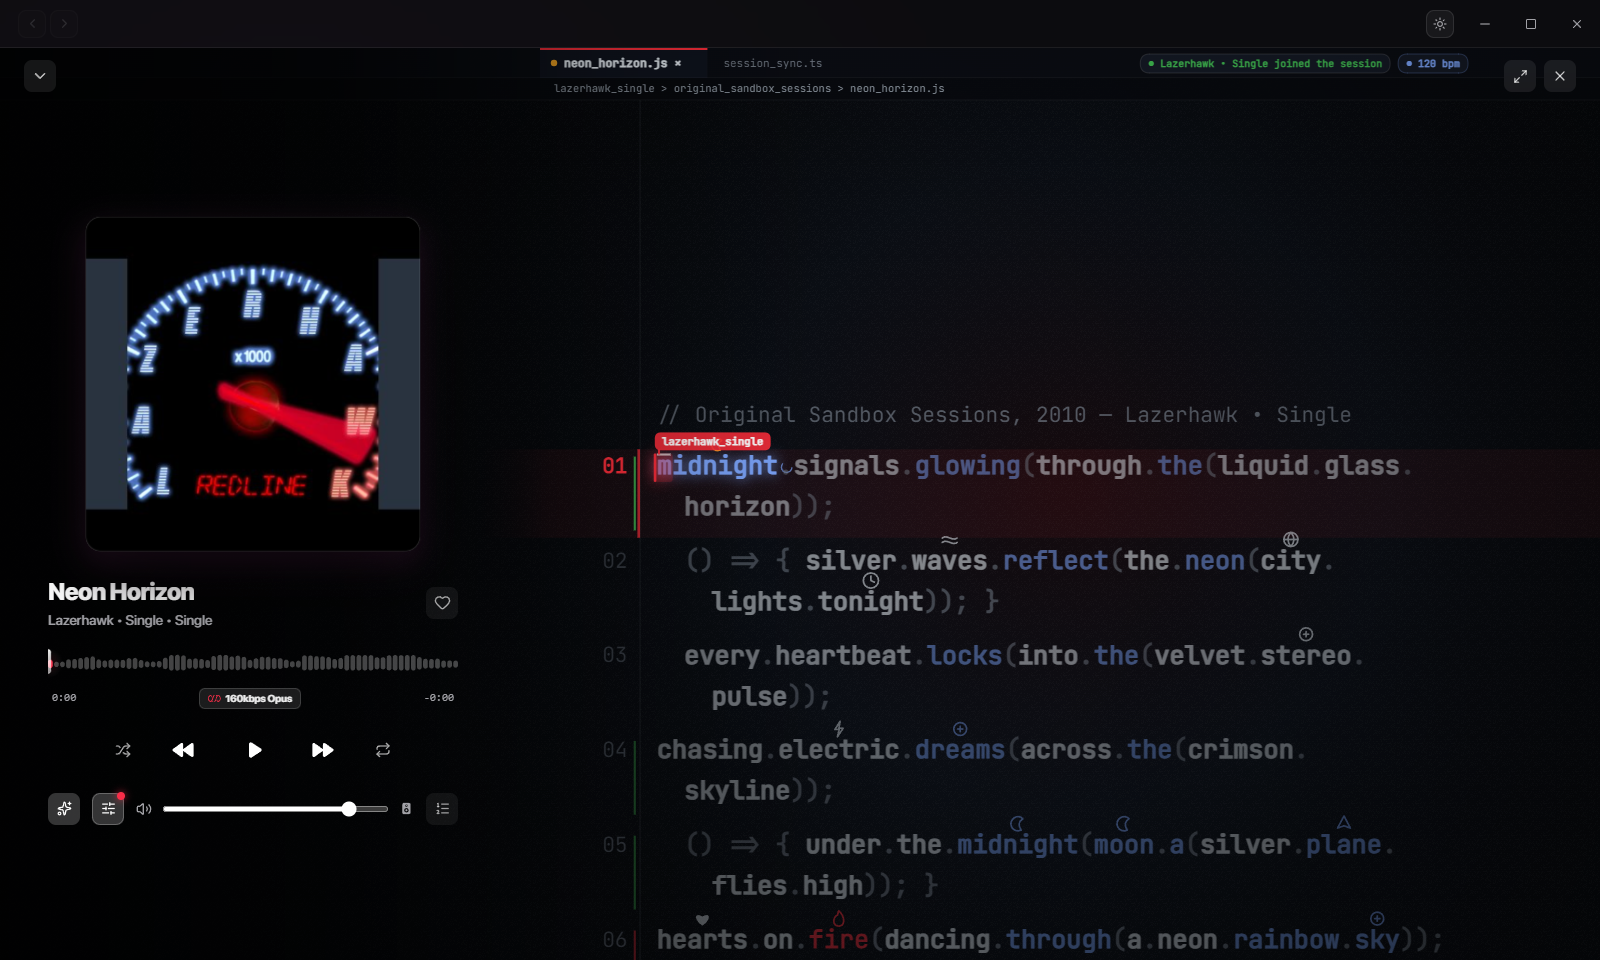 neon_horizon.js ×
session_sync.ts
Lazerhawk • Single joined the session
120 bpm
lazerhawk_single > original_sandbox_sessions > neon_horizon.js
L A Z E R H A W K
x1000
REDLINE
Neon Horizon
Lazerhawk • Single • Single
0:00
160kbps Opus
-0:00
// Original Sandbox Sessions, 2010 — Lazerhawk • Single
lazerhawk_single
01 midnight.signals.glowing(through.the(liquid.glass.
horizon));
02 () => { silver.waves.reflect(the.neon(city.
lights.tonight)); }
03 every.heartbeat.locks(into.the(velvet.stereo.
pulse));
04 chasing.electric.dreams(across.the(crimson.
skyline));
05 () => { under.the.midnight(moon.a(silver.plane.
flies.high)); }
06 hearts.on.fire(dancing.through(a.neon.rainbow.sky));